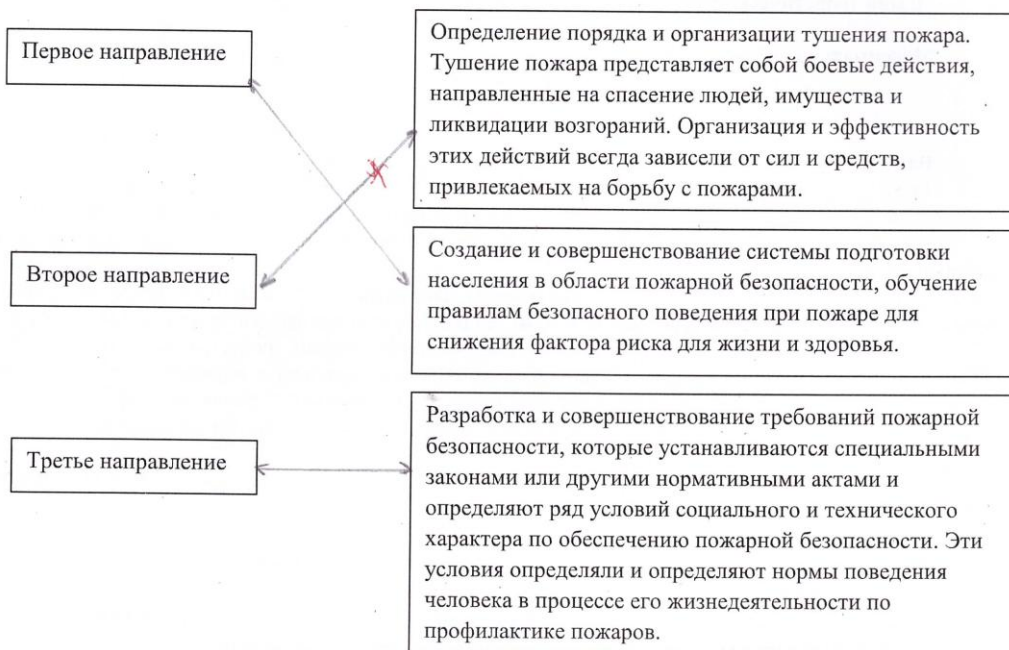 Первое направление
Определение порядка и организации тушения пожара.
Тушение пожара представляет собой боевые действия,
направленные на спасение людей, имущества и
ликвидации возгораний. Организация и эффективность
этих действий всегда зависели от сил и средств,
привлекаемых на борьбу с пожарами.
Второе направление
Создание и совершенствование системы подготовки
населения в области пожарной безопасности, обучение
правилам безопасного поведения при пожаре для
снижения фактора риска для жизни и здоровья.
Третье направление
Разработка и совершенствование требований пожарной
безопасности, которые устанавливаются специальными
законами или другими нормативными актами и
определяют ряд условий социального и технического
характера по обеспечению пожарной безопасности. Эти
условия определяли и определяют нормы поведения
человека в процессе его жизнедеятельности по
профилактике пожаров.